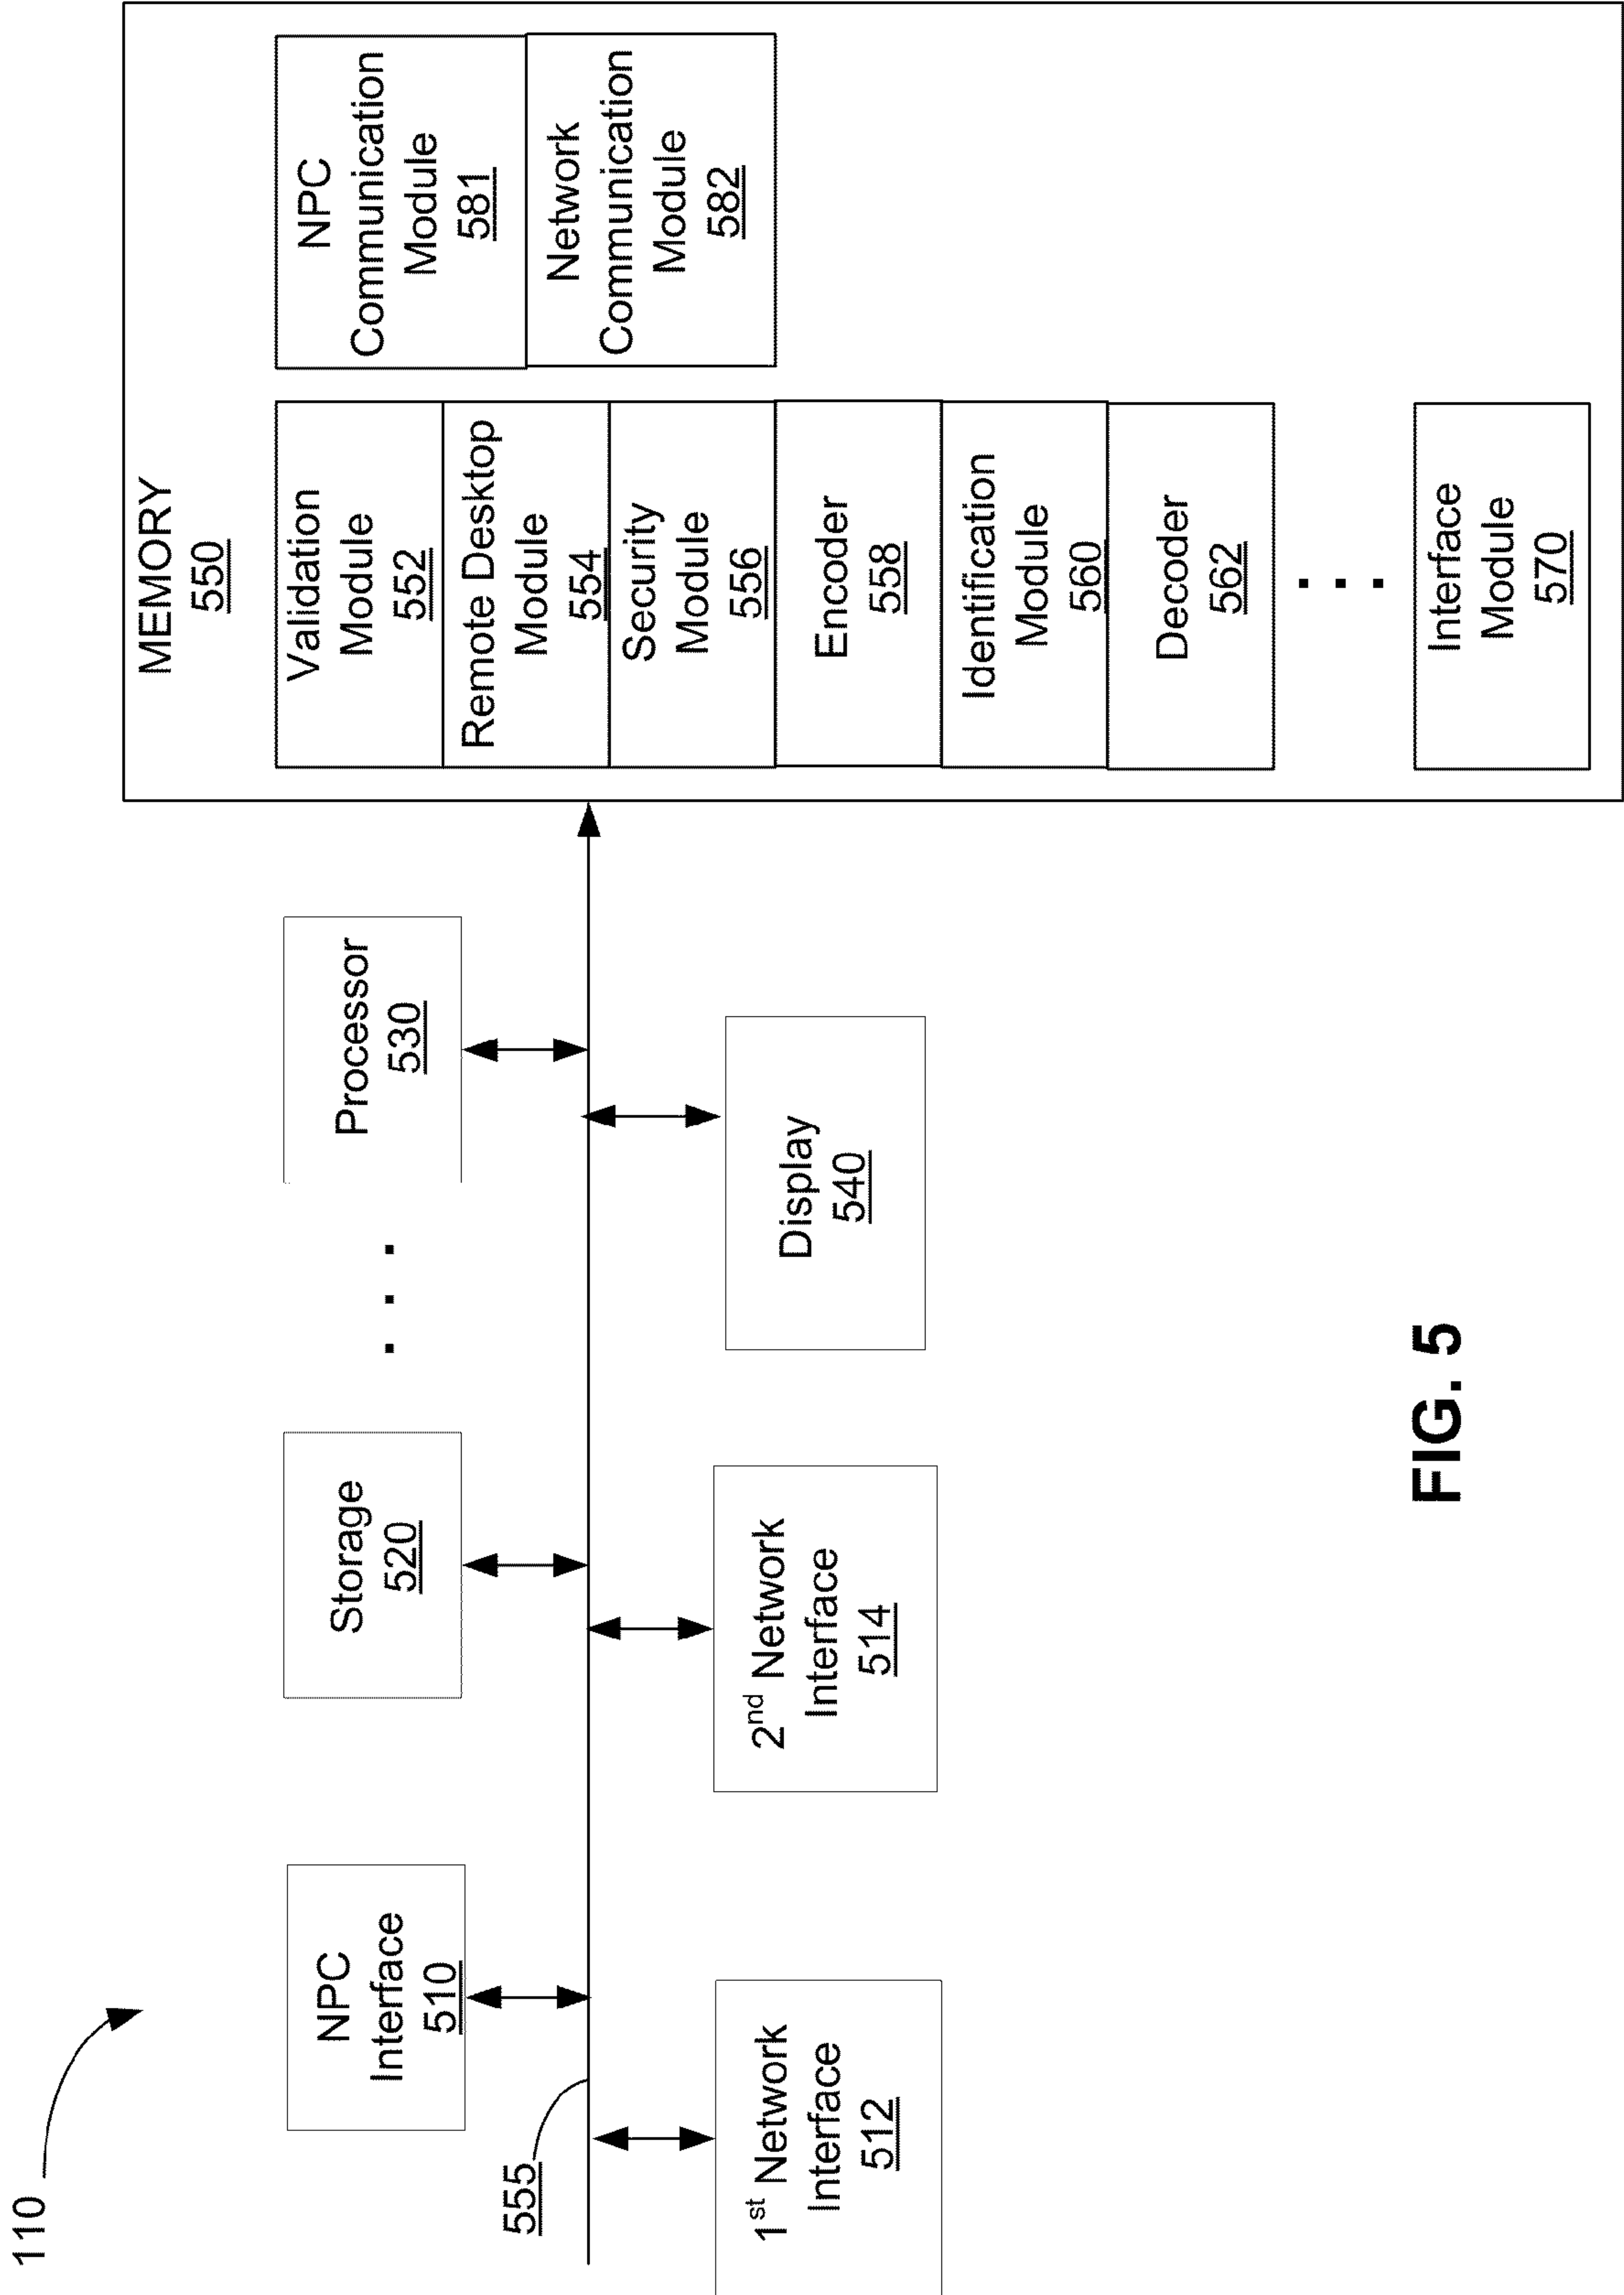 110
NPC
Interface
510
Storage
520
. . .
Processor
530
555
1st Network
Interface
512
2nd Network
Interface
514
Display
540
MEMORY
550
Validation
Module
552
Remote Desktop
Module
554
Security
Module
556
Encoder
558
Identification
Module
560
Decoder
562
. . .
Interface
Module
570
NPC
Communication
Module
581
Network
Communication
Module
582
FIG. 5